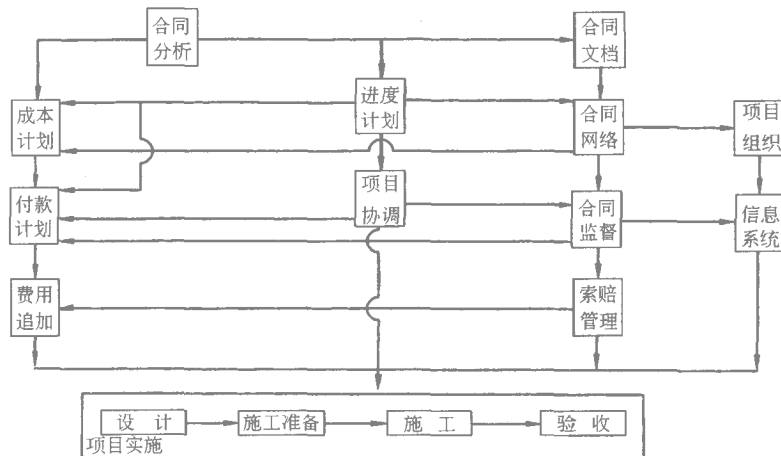 合同
分析
合同
文档
成本
计划
进度
计划
合同
网络
项目
组织
付款
计划
项目
协调
合同
监督
信息
系统
费用
追加
索赔
管理
设 计
施工准备
施 工
验 收
项目实施